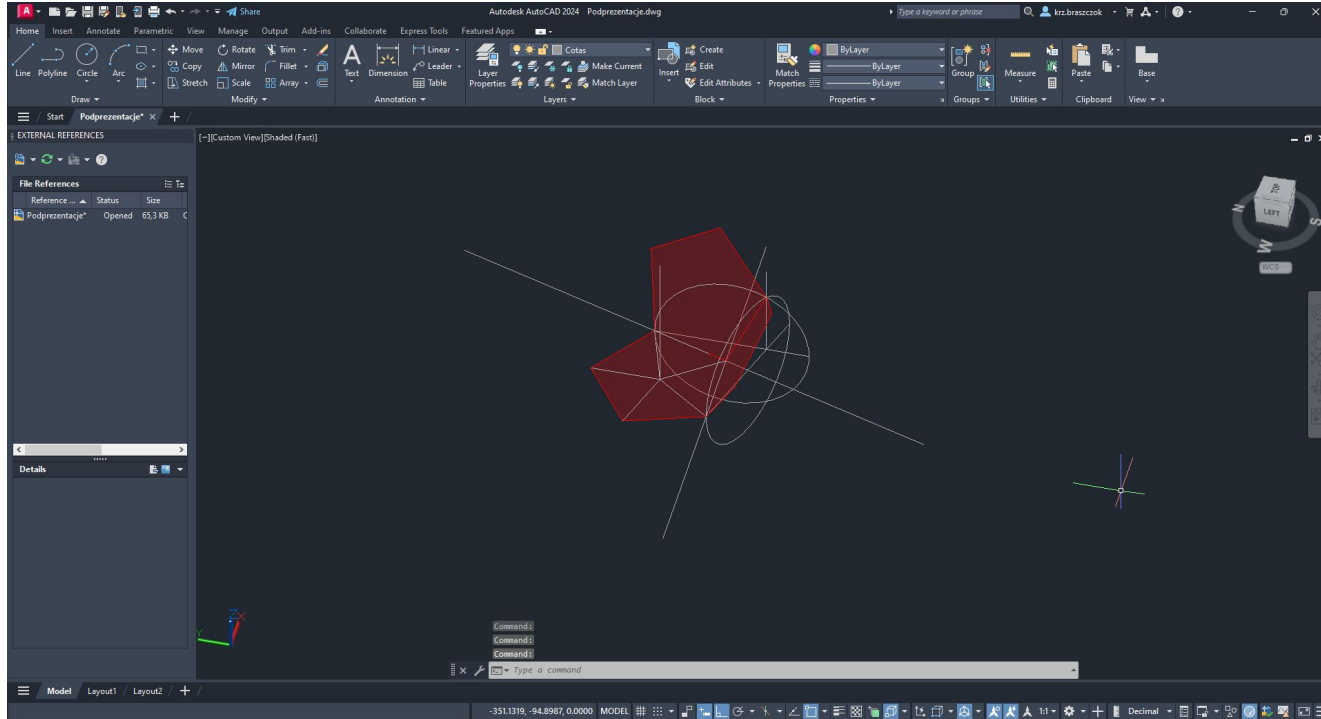 A Share Autodesk AutoCAD 2024 Podprezentacje.dwg Type a keyword or phrase krz.braszczok
Home Insert Annotate Parametric View Manage Output Add-ins Collaborate Express Tools Featured Apps
Move Rotate Trim Linear Cotas Create ByLayer
Copy Mirror Fillet Leader Make Current Edit ByLayer
Line Polyline Circle Arc Stretch Scale Array Text Dimension Table Layer Properties Match Layer Insert Edit Attributes Match Properties ByLayer Group Measure Paste Base
Draw Modify Annotation Layers Block Properties Groups Utilities Clipboard View
Start Podprezentacje* +
EXTERNAL REFERENCES
[−][Custom View][Shaded (Fast)]
File References
Reference ... Status Size
Podprezentacje* Opened 65,3 KB C
Details
TOP
LEFT
N
S
W
WCS
Z
X
Y
Command:
Command:
Command:
Type a command
Model Layout1 Layout2 +
-351.1319, -94.8987, 0.0000 MODEL 1:1 Decimal